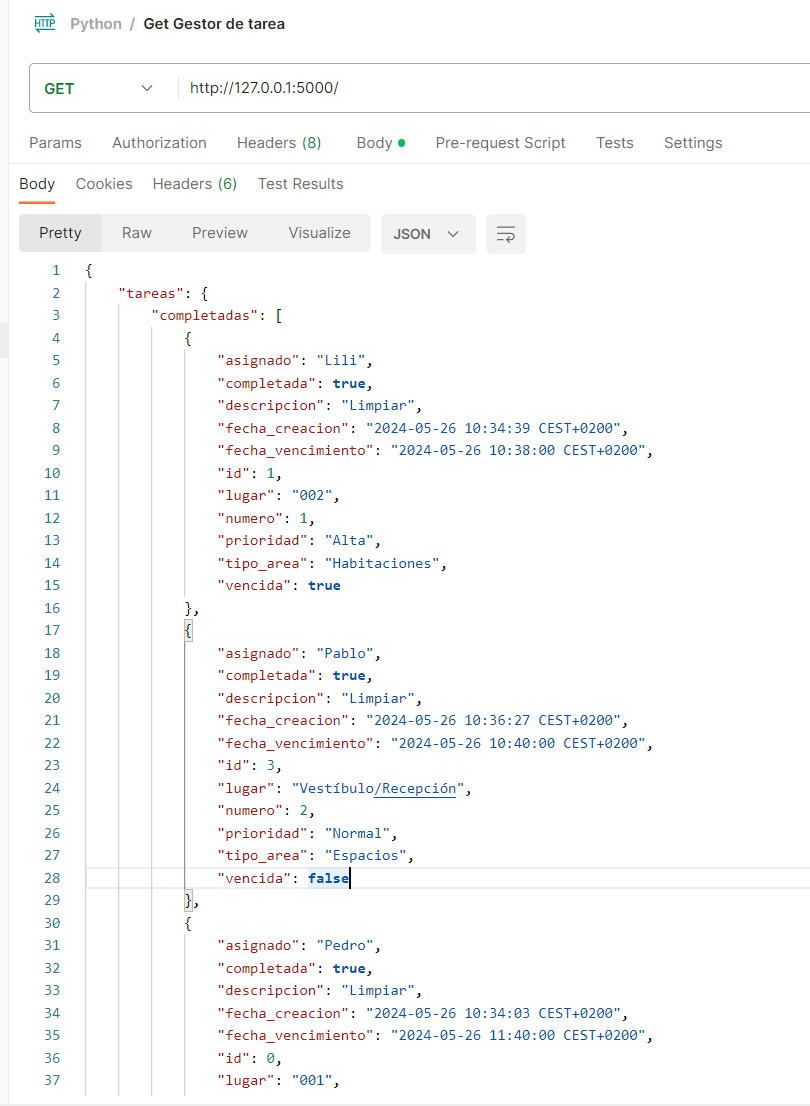 HTTP Python / Get Gestor de tarea
GET http://127.0.0.1:5000/
Params Authorization Headers (8) Body Pre-request Script Tests Settings
Body Cookies Headers (6) Test Results
Pretty Raw Preview Visualize JSON
1 {
2 "tareas": {
3 "completadas": [
4 {
5 "asignado": "Lili",
6 "completada": true,
7 "descripcion": "Limpiar",
8 "fecha_creacion": "2024-05-26 10:34:39 CEST+0200",
9 "fecha_vencimiento": "2024-05-26 10:38:00 CEST+0200",
10 "id": 1,
11 "lugar": "002",
12 "numero": 1,
13 "prioridad": "Alta",
14 "tipo_area": "Habitaciones",
15 "vencida": true
16 },
17 {
18 "asignado": "Pablo",
19 "completada": true,
20 "descripcion": "Limpiar",
21 "fecha_creacion": "2024-05-26 10:36:27 CEST+0200",
22 "fecha_vencimiento": "2024-05-26 10:40:00 CEST+0200",
23 "id": 3,
24 "lugar": "Vestíbulo/Recepción",
25 "numero": 2,
26 "prioridad": "Normal",
27 "tipo_area": "Espacios",
28 "vencida": false
29 },
30 {
31 "asignado": "Pedro",
32 "completada": true,
33 "descripcion": "Limpiar",
34 "fecha_creacion": "2024-05-26 10:34:03 CEST+0200",
35 "fecha_vencimiento": "2024-05-26 11:40:00 CEST+0200",
36 "id": 0,
37 "lugar": "001",